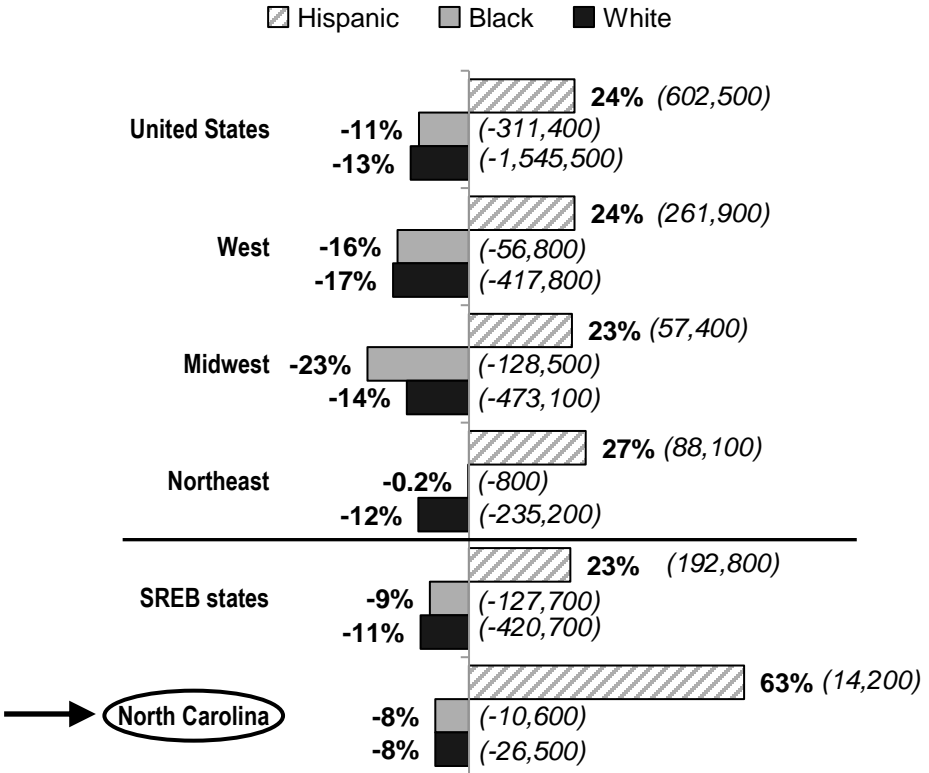 Hispanic Black White
24% (602,500)
United States -11% (-311,400)
-13% (-1,545,500)
24% (261,900)
West -16% (-56,800)
-17% (-417,800)
23% (57,400)
Midwest -23% (-128,500)
-14% (-473,100)
27% (88,100)
Northeast -0.2% (-800)
-12% (-235,200)
23% (192,800)
SREB states -9% (-127,700)
-11% (-420,700)
63% (14,200)
North Carolina -8% (-10,600)
-8% (-26,500)